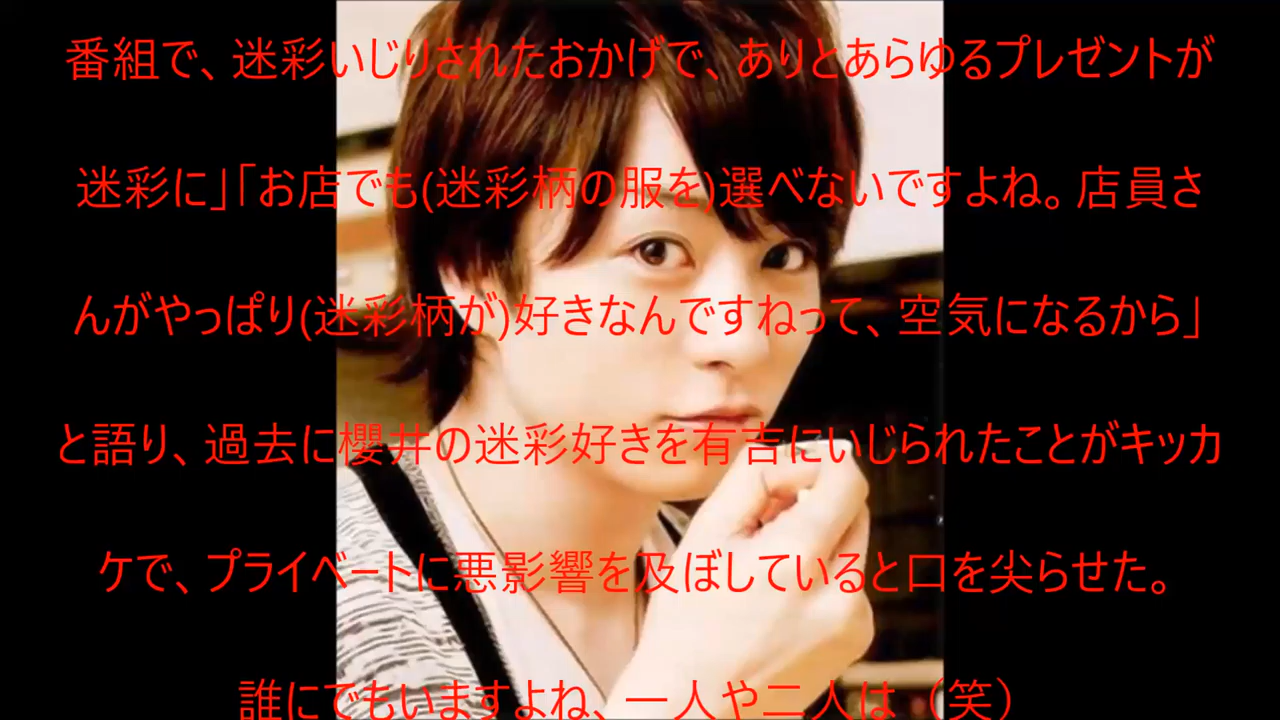 番組で、迷彩いじりされたおかげで、ありとあらゆるプレゼントが
迷彩に」「お店でも(迷彩柄の服を)選べないですよね。店員さ
んがやっぱり(迷彩柄が)好きなんですねって、空気になるから」
と語り、過去に櫻井の迷彩好きを有吉にいじられたことがキッカ
ケで、プライベートに悪影響を及ぼしていると口を尖らせた。
誰にでもいますよね、一人や二人は（笑）